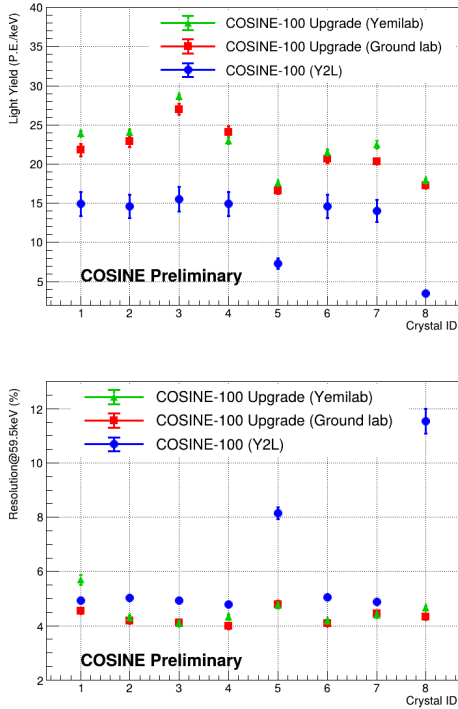 40
35
30
25
20
15
10
5
Light Yield (P.E./keV)
COSINE-100 Upgrade (Yemilab)
COSINE-100 Upgrade (Ground lab)
COSINE-100 (Y2L)
COSINE Preliminary
1 2 3 4 5 6 7 8
Crystal ID
12
10
8
6
4
2
Resolution@59.5keV (%)
COSINE-100 Upgrade (Yemilab)
COSINE-100 Upgrade (Ground lab)
COSINE-100 (Y2L)
COSINE Preliminary
1 2 3 4 5 6 7 8
Crystal ID